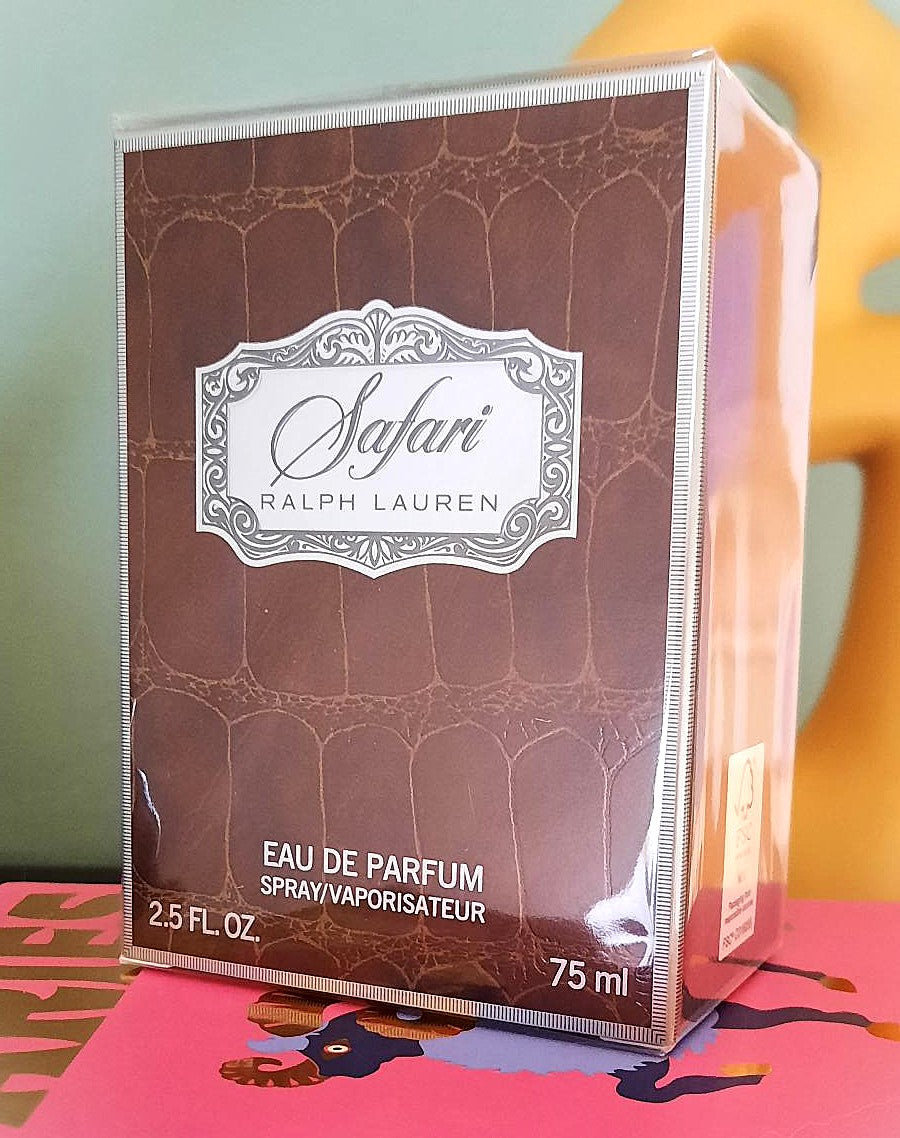 Safari
RALPH LAUREN
EAU DE PARFUM
SPRAY/VAPORISATEUR
2.5 FL. OZ.
75 ml